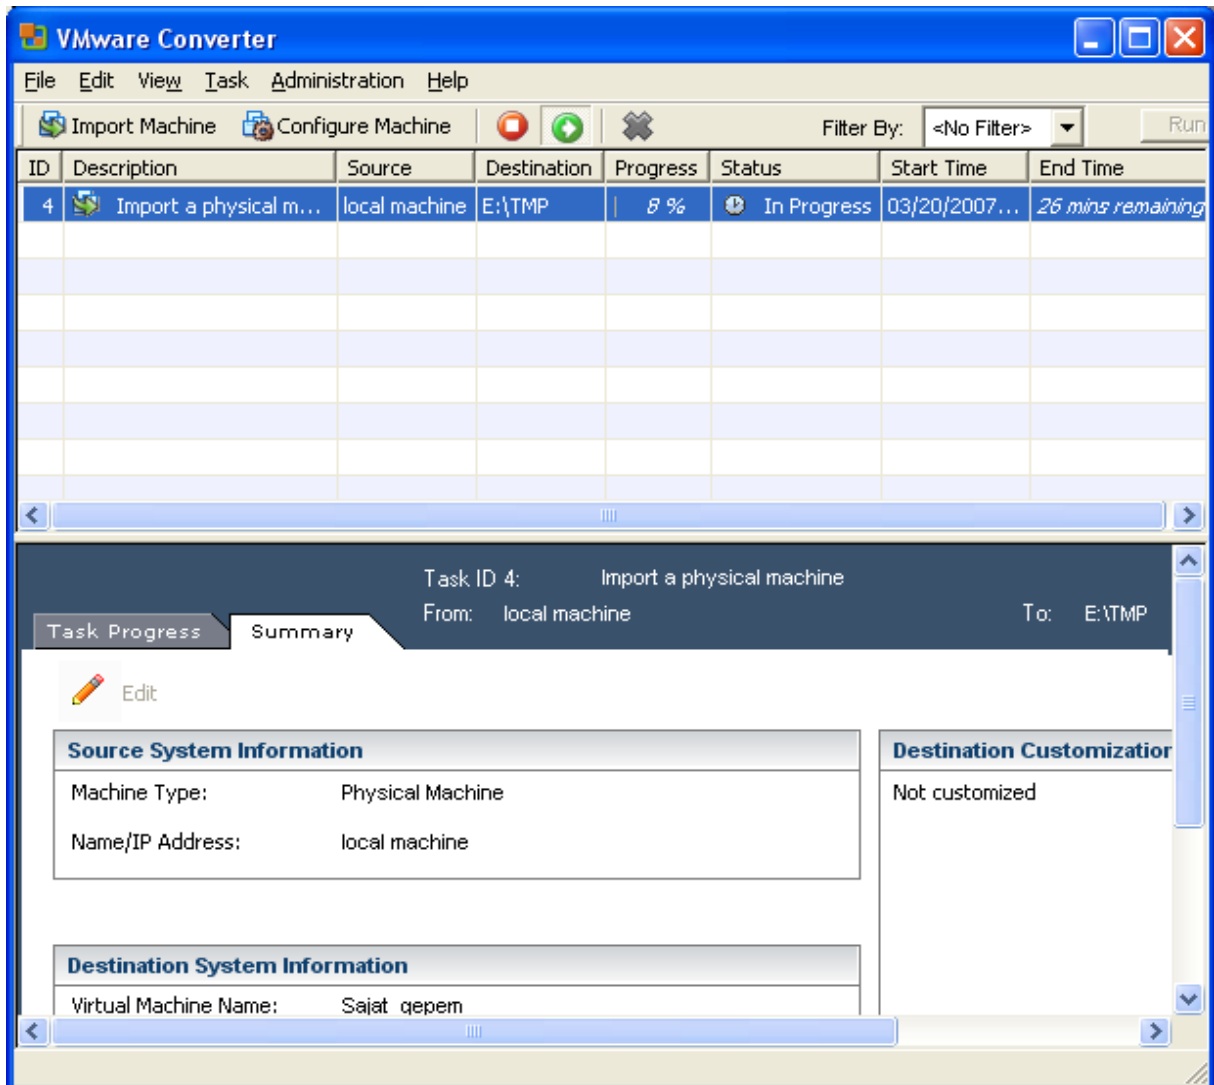 VMware Converter
File Edit View Task Administration Help
Import Machine Configure Machine Filter By: <No Filter> Run
ID Description Source Destination Progress Status Start Time End Time
4 Import a physical m... local machine E:\TMP 8 % In Progress 03/20/2007... 26 mins remaining
Task ID 4: Import a physical machine
From: local machine To: E:\TMP
Task Progress Summary
Edit
Source System Information Destination Customization
Machine Type: Physical Machine Not customized
Name/IP Address: local machine
Destination System Information
Virtual Machine Name: Sajat_gepem